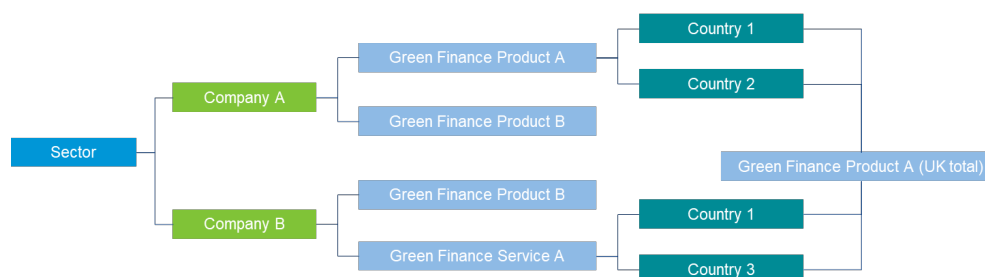 Country 1
Green Finance Product A
Country 2
Company A
Green Finance Product B
Sector
Green Finance Product A (UK total)
Green Finance Product B
Company B
Country 1
Green Finance Service A
Country 3